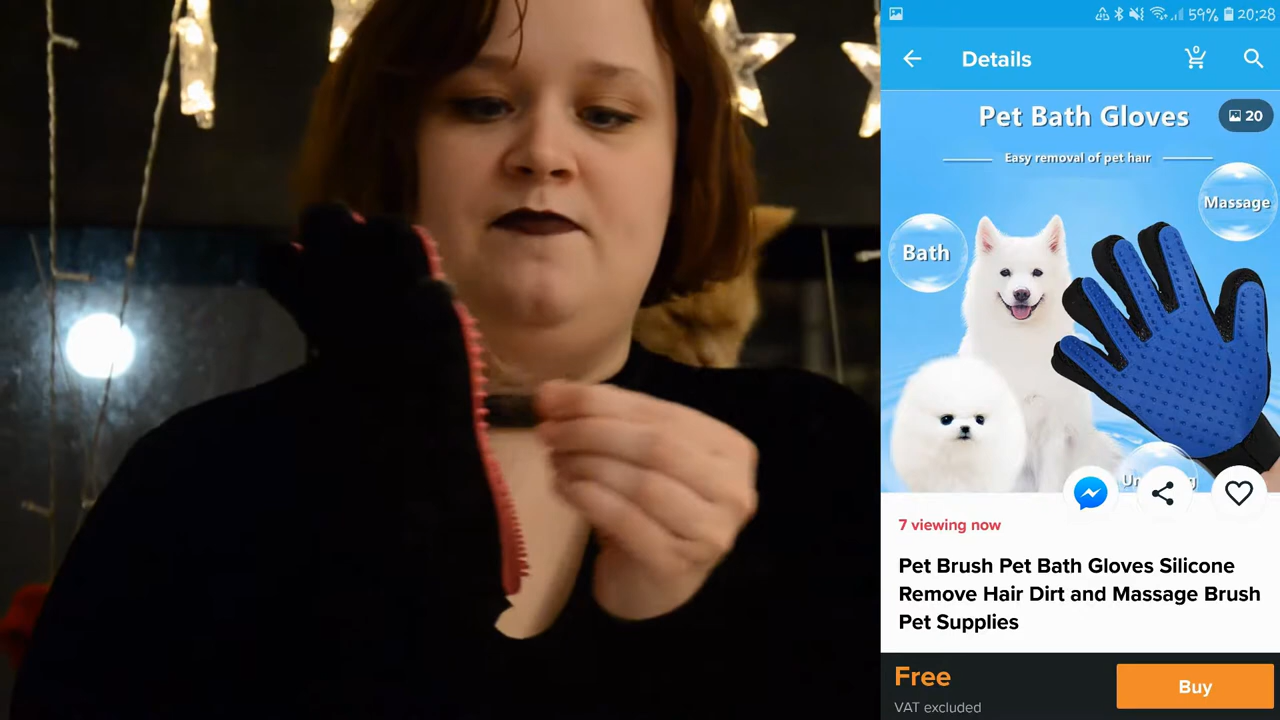 59% 20:28
Details
0
Pet Bath Gloves
20
Easy removal of pet hair
Massage
Bath
7 viewing now
Pet Brush Pet Bath Gloves Silicone
Remove Hair Dirt and Massage Brush
Pet Supplies
Free
Buy
VAT excluded